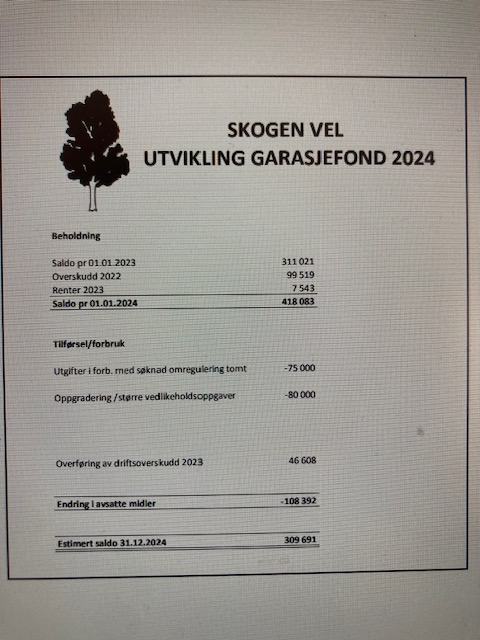 SKOGEN VEL
UTVIKLING GARASJEFOND 2024
Beholdning
Saldo pr 01.01.2023 311 021
Overskudd 2022 99 519
Renter 2023 7 543
Saldo pr 01.01.2024 418 083
Tilførsel/forbruk
Utgifter i forb. med søknad omregulering tomt -75 000
Oppgradering /større vedlikeholdsoppgaver -80 000
Overføring av driftsoverskudd 2023 46 608
Endring i avsatte midler -108 392
Estimert saldo 31.12.2024 309 691